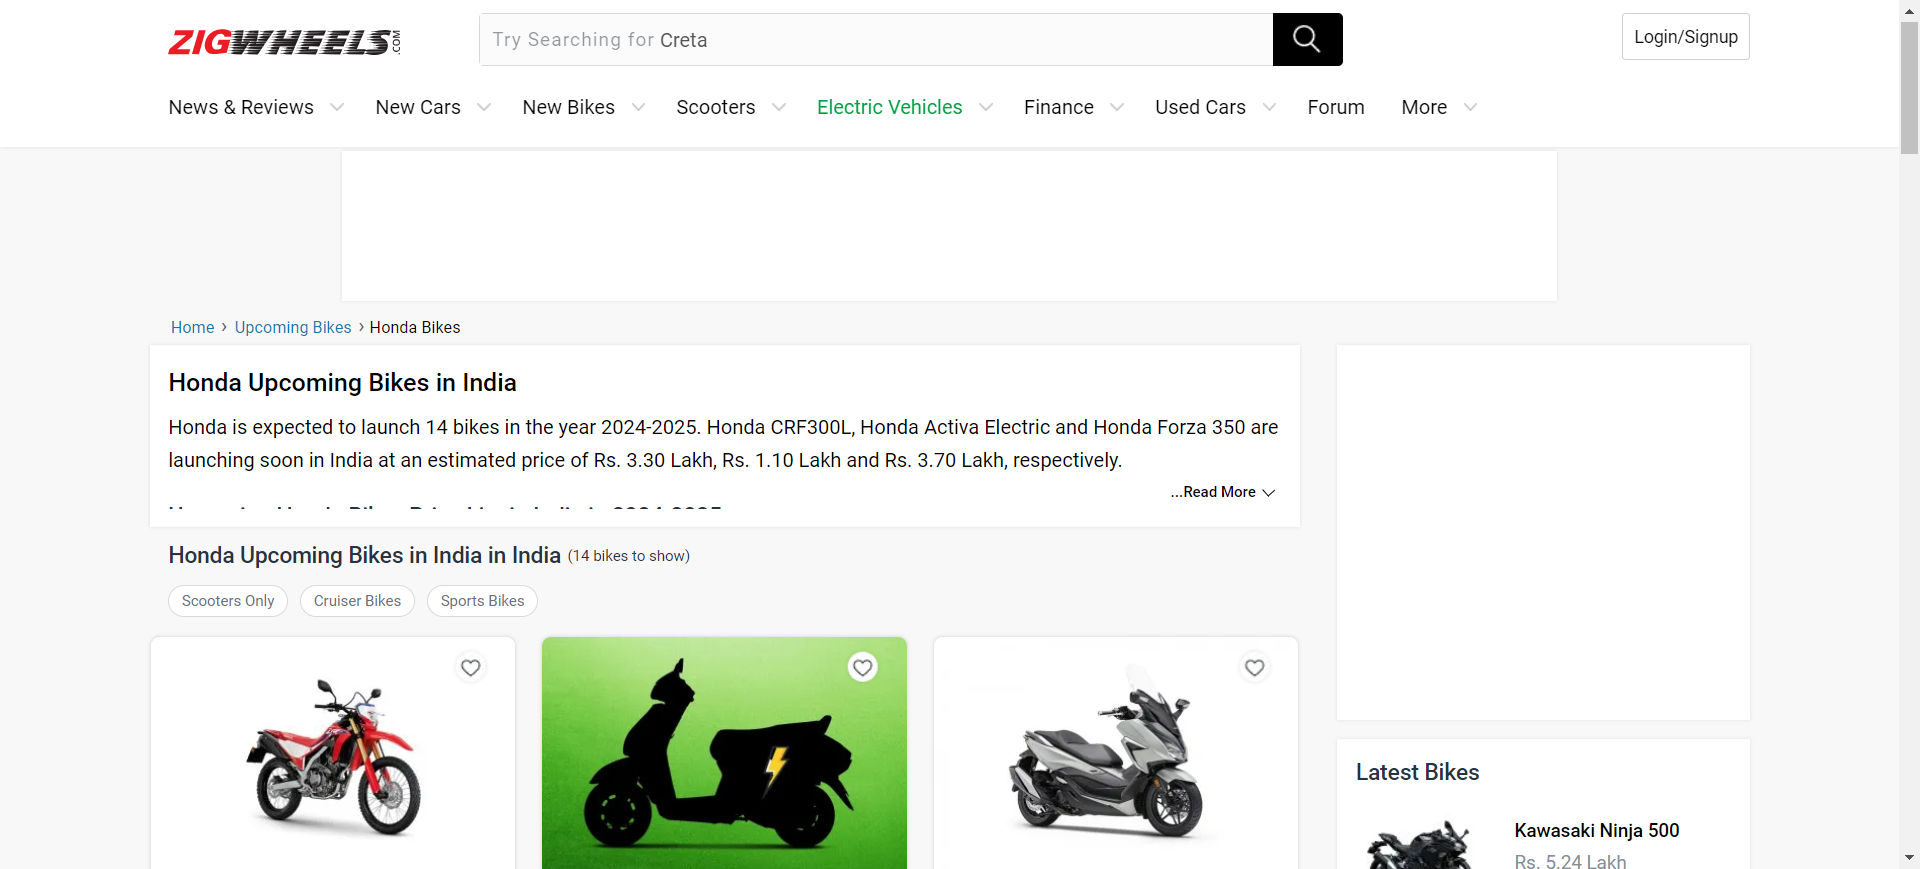 ZIGWHEELS.COM
Try Searching for Creta
Login/Signup
News & Reviews New Cars New Bikes Scooters Electric Vehicles Finance Used Cars Forum More
Home › Upcoming Bikes › Honda Bikes
Honda Upcoming Bikes in India
Honda is expected to launch 14 bikes in the year 2024-2025. Honda CRF300L, Honda Activa Electric and Honda Forza 350 are
launching soon in India at an estimated price of Rs. 3.30 Lakh, Rs. 1.10 Lakh and Rs. 3.70 Lakh, respectively.
...Read More
Honda Upcoming Bikes in India in India (14 bikes to show)
Scooters Only Cruiser Bikes Sports Bikes
Latest Bikes
Kawasaki Ninja 500
Rs. 5.24 Lakh